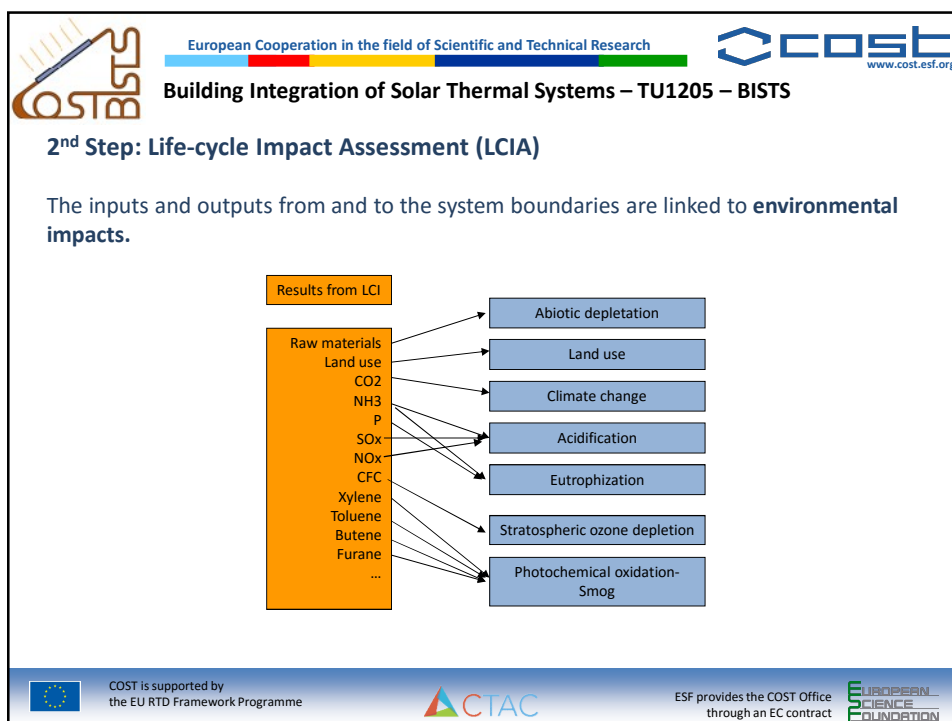 European Cooperation in the field of Scientific and Technical Research
COST
BISTS
cost
www.cost.esf.org
Building Integration of Solar Thermal Systems – TU1205 – BISTS
2nd Step: Life-cycle Impact Assessment (LCIA)
The inputs and outputs from and to the system boundaries are linked to environmental
impacts.
Results from LCI
Raw materials
Land use
CO2
NH3
P
SOx
NOx
CFC
Xylene
Toluene
Butene
Furane
...
Abiotic depletation
Land use
Climate change
Acidification
Eutrophization
Stratospheric ozone depletion
Photochemical oxidation-
Smog
COST is supported by
the EU RTD Framework Programme
ACTAC
ESF provides the COST Office
through an EC contract
EUROPEAN
SCIENCE
FOUNDATION